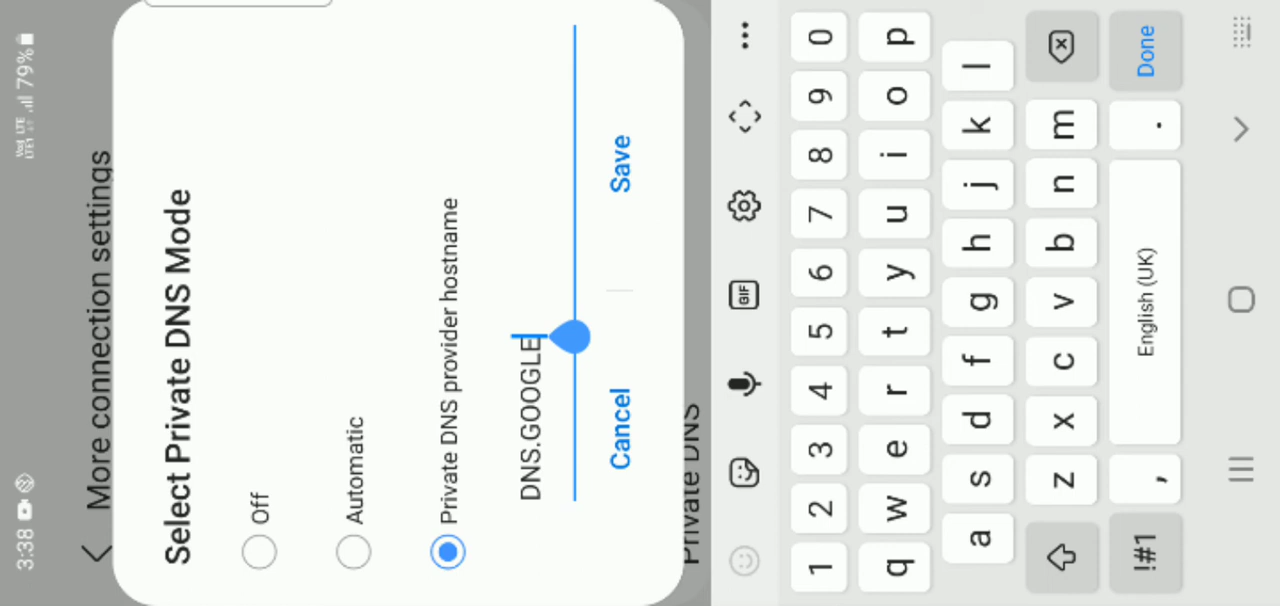 3:38 79%
More connection settings
Select Private DNS Mode
Off
Automatic
Private DNS provider hostname
DNS.GOOGLE
Cancel Save
Private DNS
GIF
1 2 3 4 5 6 7 8 9 0
q w e r t y u i o p
a s d f g h j k l
z x c v b n m
!#1 , English (UK) . Done